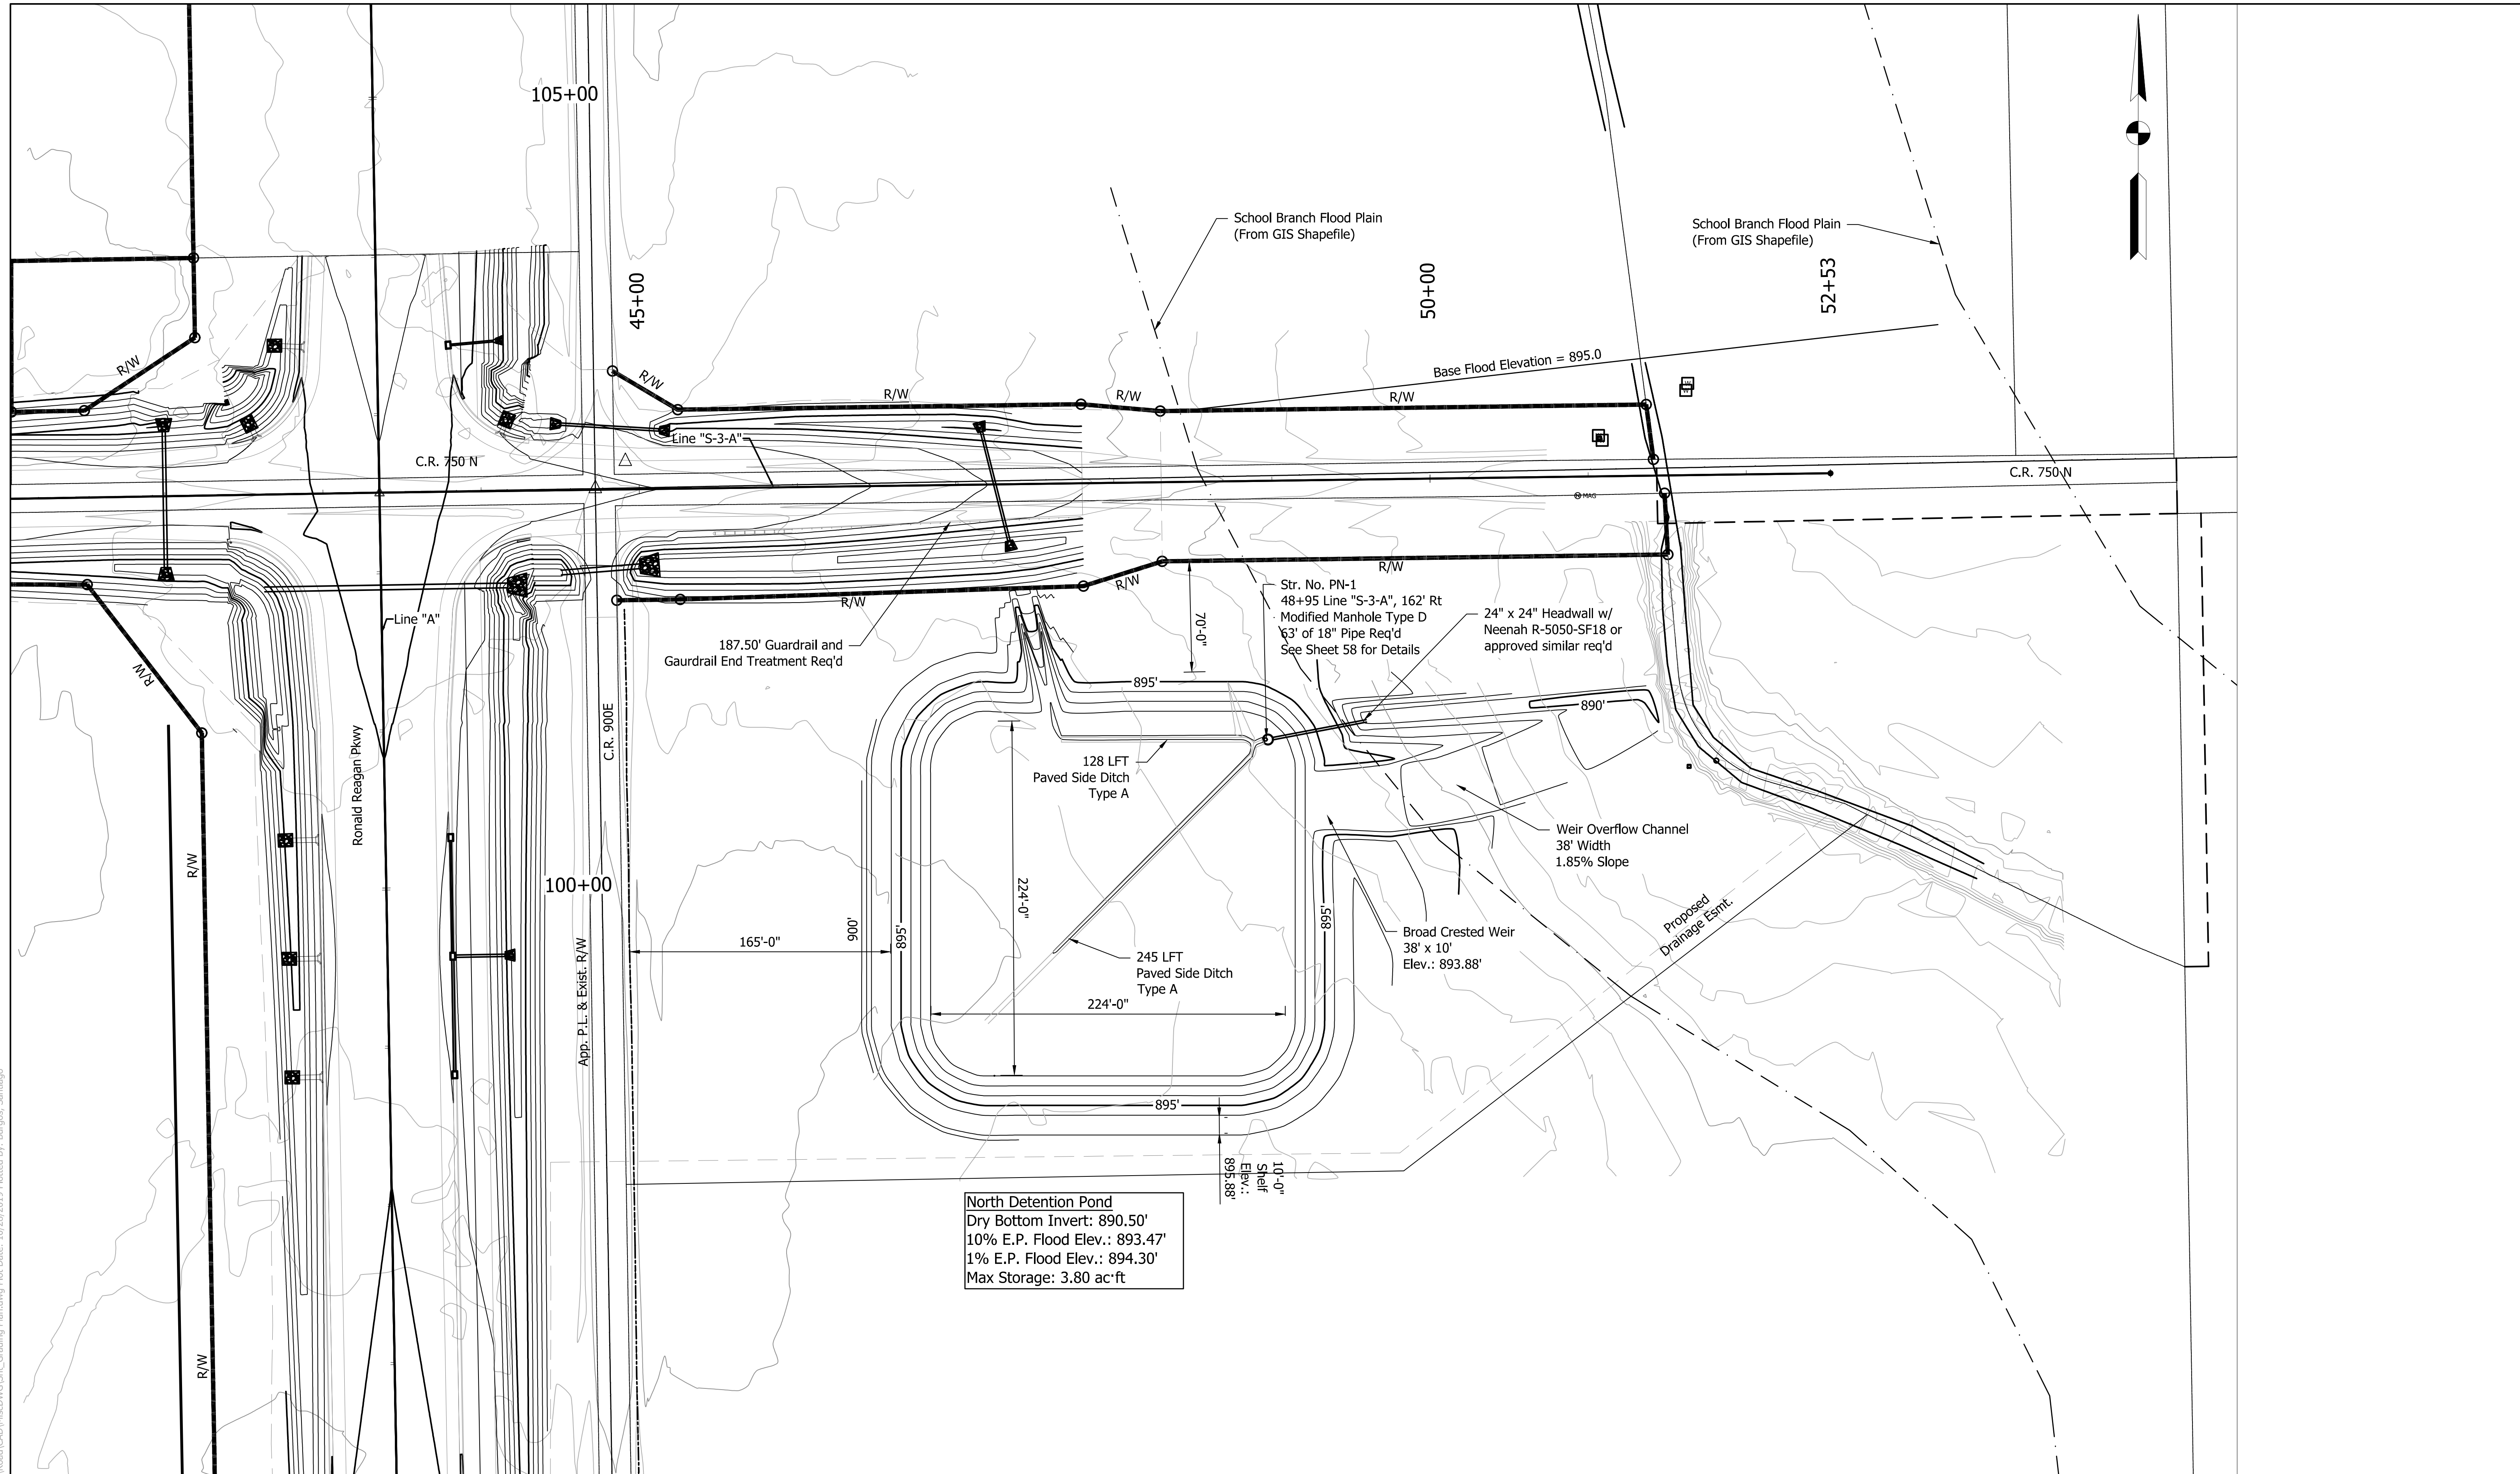 105+00
School Branch Flood Plain
(From GIS Shapefile)
School Branch Flood Plain
(From GIS Shapefile)
45+00
50+00
52+53
Base Flood Elevation = 895.0
R/W
R/W
R/W
R/W
R/W
Line "S-3-A"
C.R. 750 N
C.R. 750 N
MAG
R/W
R/W
R/W
Str. No. PN-1
48+95 Line "S-3-A", 162' Rt
Modified Manhole Type D
63' of 18" Pipe Req'd
See Sheet 58 for Details
24" x 24" Headwall w/
Neenah R-5050-SF18 or
approved similar req'd
70'-0"
Line "A"
187.50' Guardrail and
Gaurdrail End Treatment Req'd
R/W
895'
890'
C.R. 900E
Ronald Reagan Pkwy
128 LFT
Paved Side Ditch
Type A
Weir Overflow Channel
38' Width
1.85% Slope
R/W
100+00
224'-0"
900'
895'
895'
165'-0"
Broad Crested Weir
38' x 10'
Elev.: 893.88'
Proposed
Drainage Esmt.
245 LFT
Paved Side Ditch
Type A
224'-0"
App. P.L. & Exist. R/W
895'
10'-0"
Shelf
Elev.:
895.88'
North Detention Pond
Dry Bottom Invert: 890.50'
10% E.P. Flood Elev.: 893.47'
1% E.P. Flood Elev.: 894.30'
Max Storage: 3.80 ac·ft
R/W